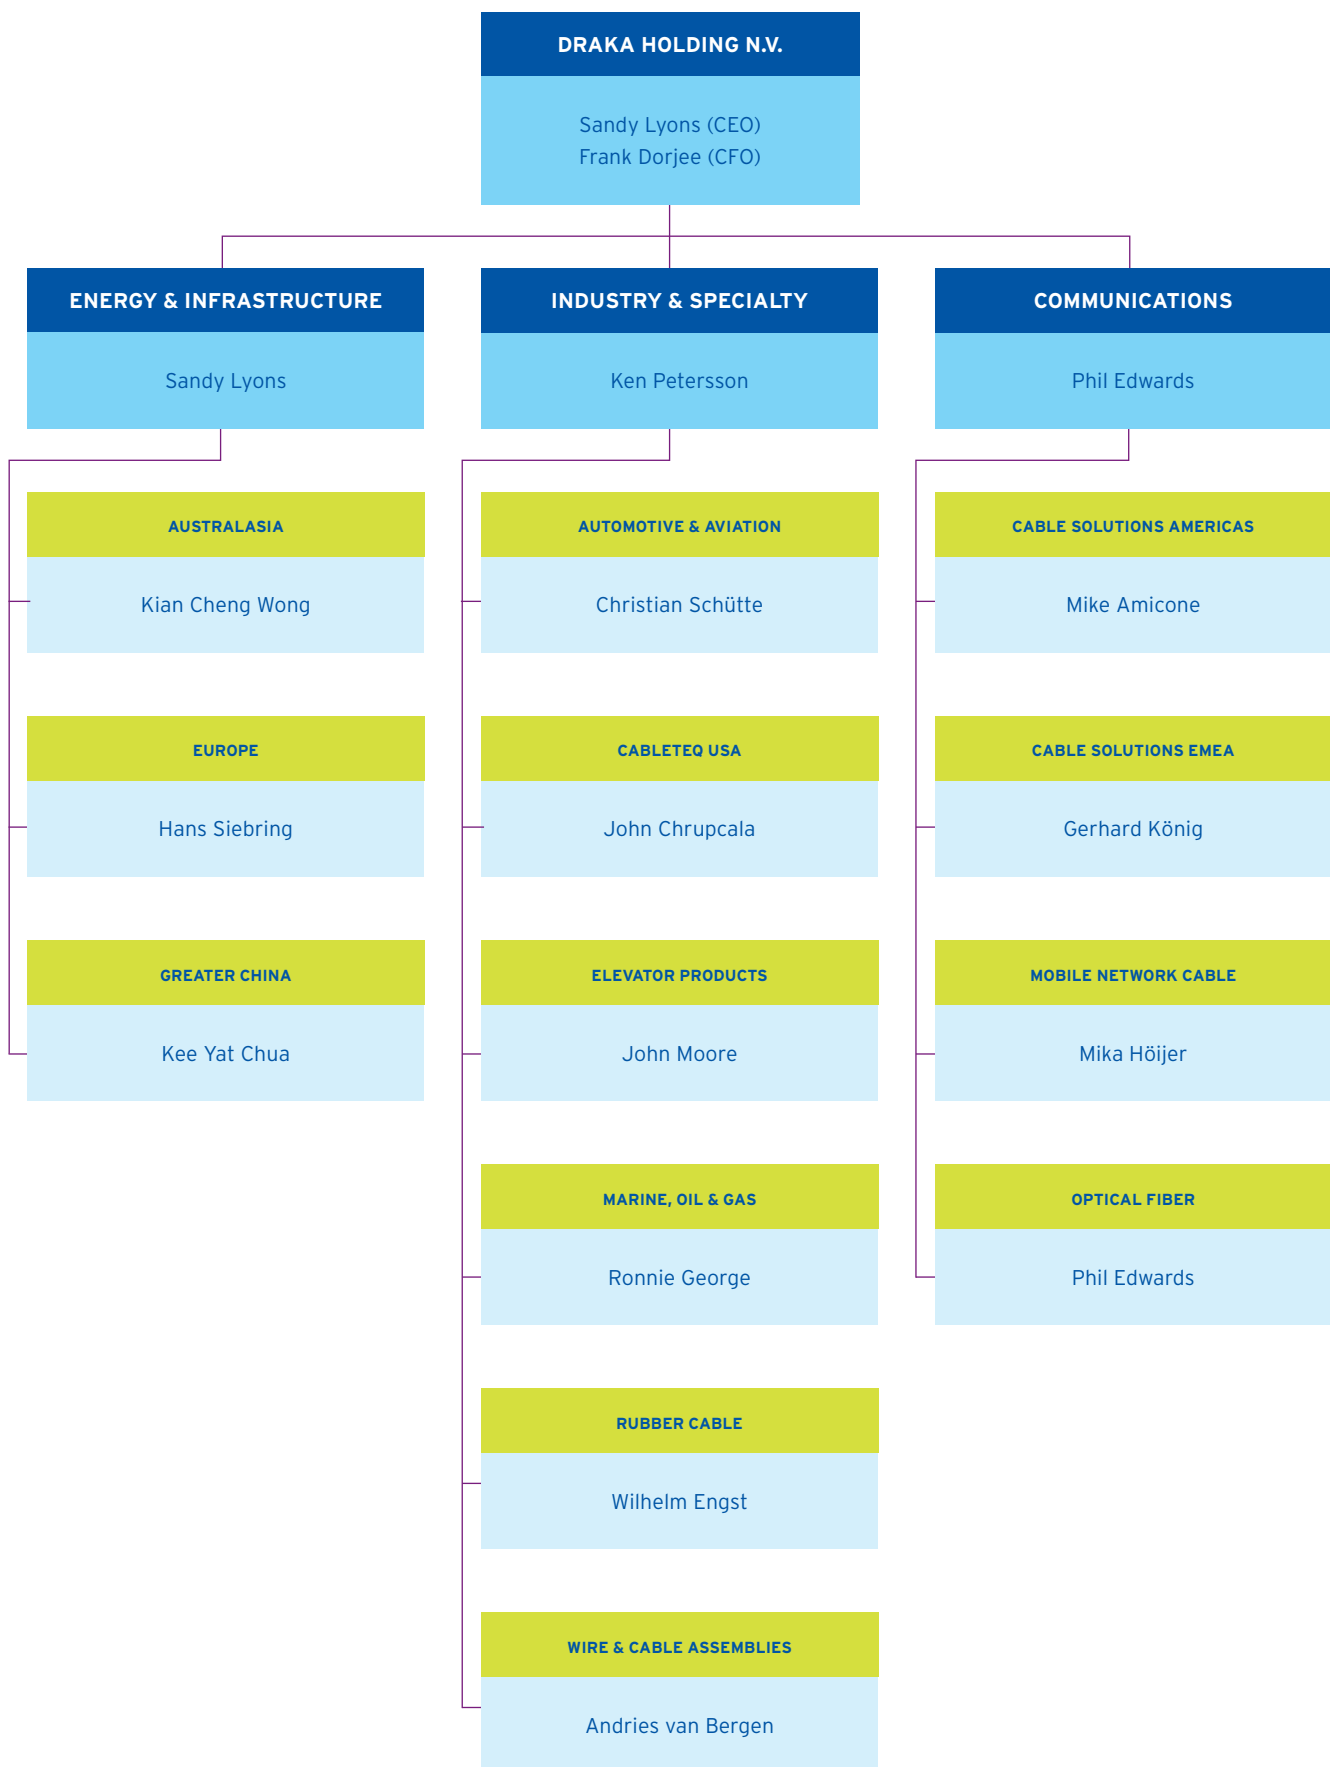 DRAKA HOLDING N.V.
Sandy Lyons (CEO)
Frank Dorjee (CFO)
ENERGY & INFRASTRUCTURE
Sandy Lyons
AUSTRALASIA
Kian Cheng Wong
EUROPE
Hans Siebring
GREATER CHINA
Kee Yat Chua
INDUSTRY & SPECIALTY
Ken Petersson
AUTOMOTIVE & AVIATION
Christian Schütte
CABLETEQ USA
John Chrupcala
ELEVATOR PRODUCTS
John Moore
MARINE, OIL & GAS
Ronnie George
RUBBER CABLE
Wilhelm Engst
WIRE & CABLE ASSEMBLIES
Andries van Bergen
COMMUNICATIONS
Phil Edwards
CABLE SOLUTIONS AMERICAS
Mike Amicone
CABLE SOLUTIONS EMEA
Gerhard König
MOBILE NETWORK CABLE
Mika Höijer
OPTICAL FIBER
Phil Edwards